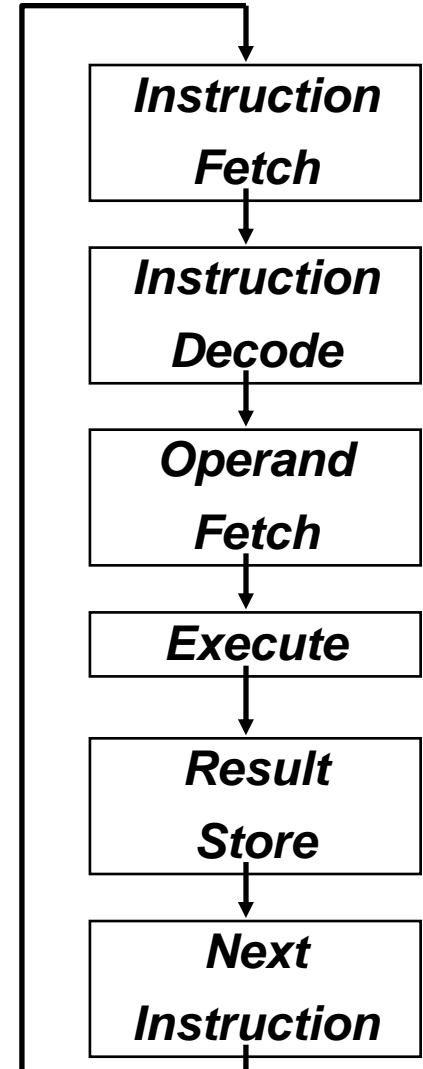 Instruction
Fetch
Instruction
Decode
Operand
Fetch
Execute
Result
Store
Next
Instruction